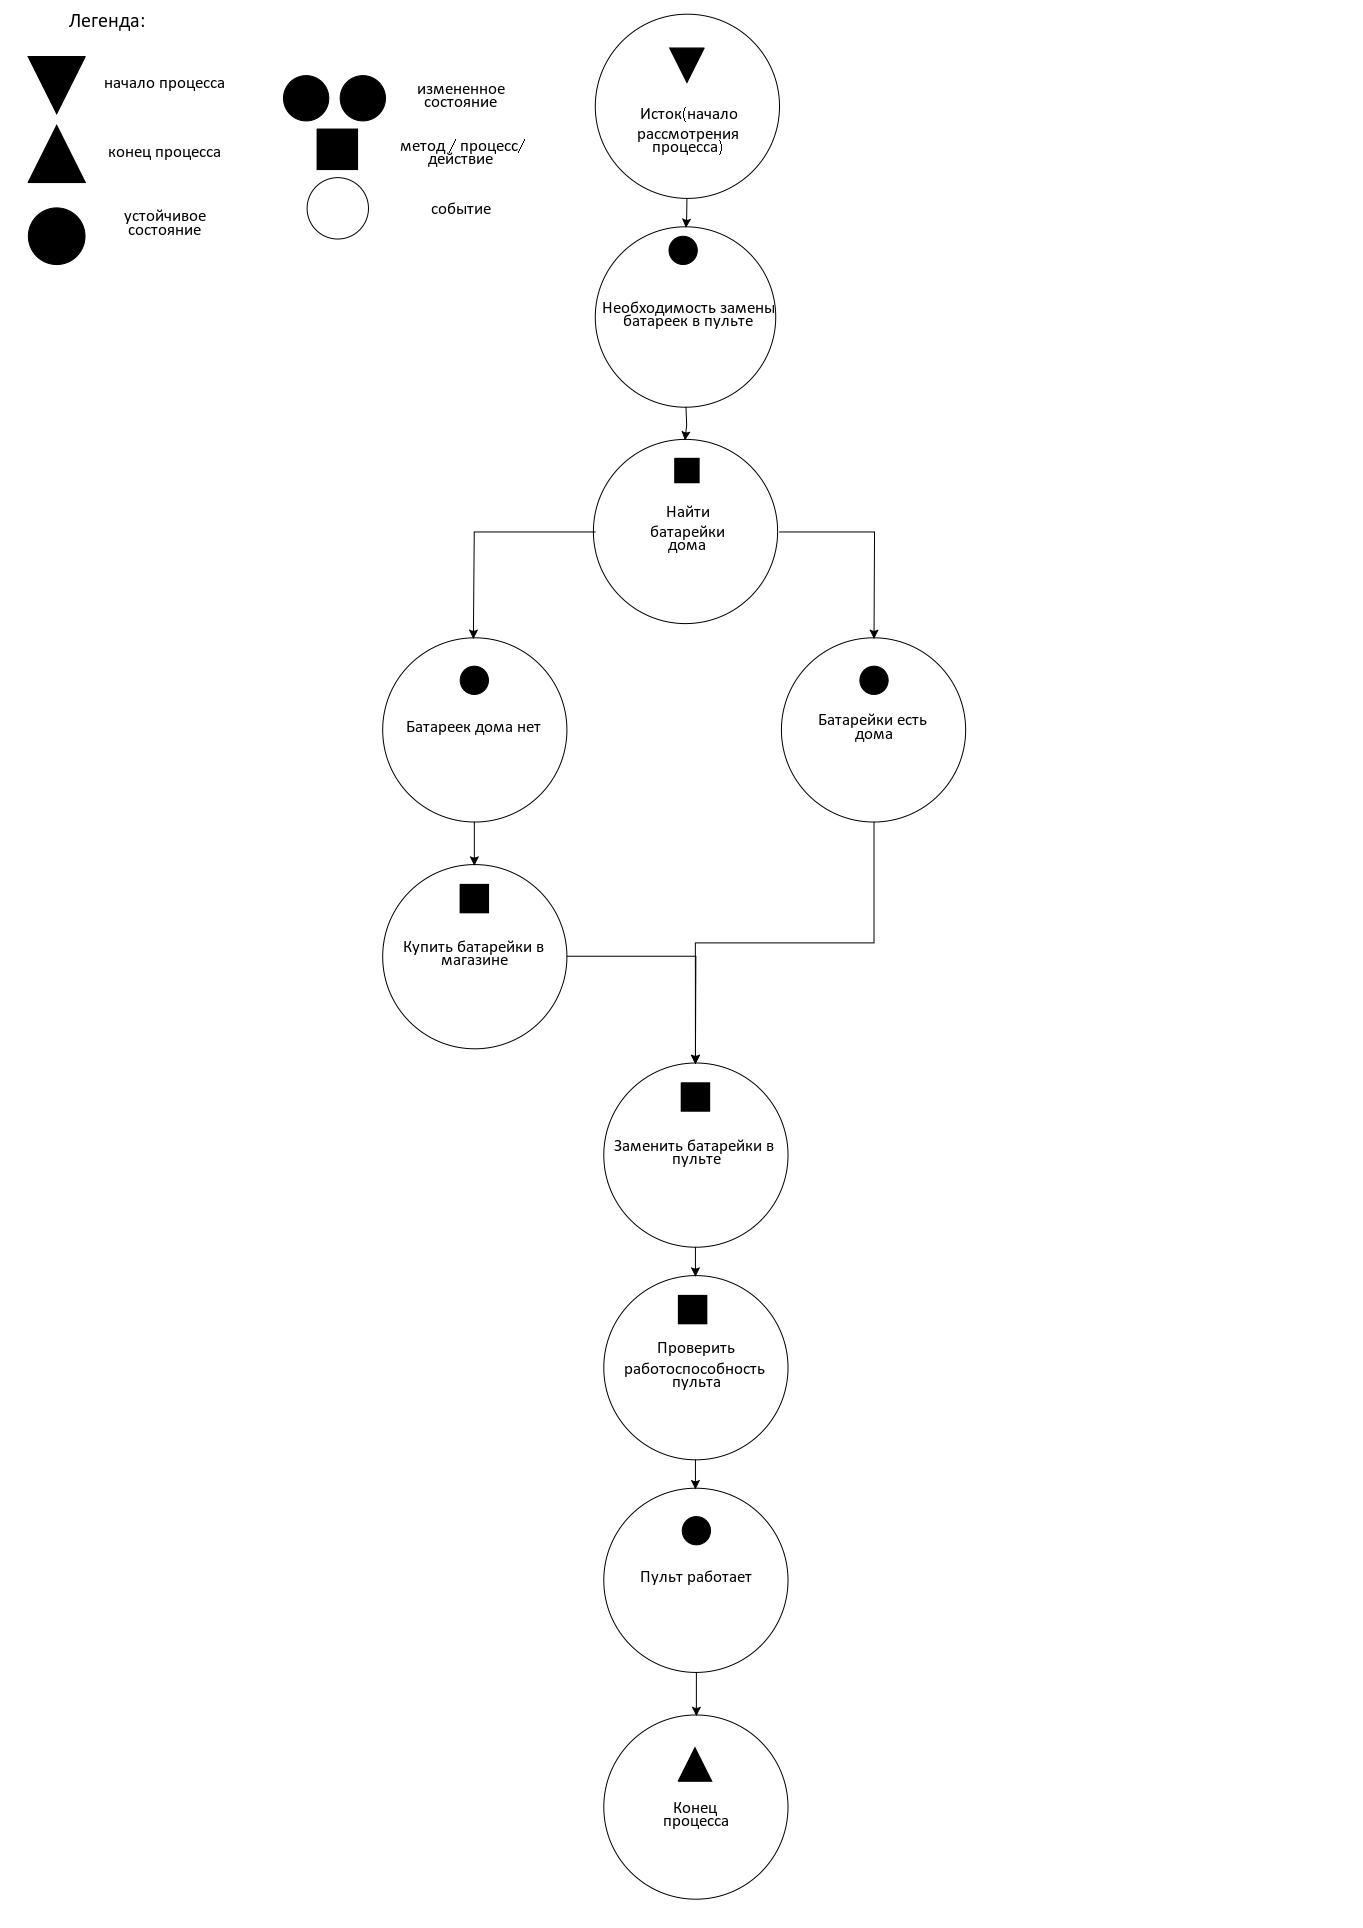 Легенда:
начало процесса
конец процесса
устойчивое
состояние
измененное
состояние
метод / процесс/
действие
событие
Исток(начало
рассмотрения
процесса)
Необходимость замены
батареек в пульте
Найти
батарейки
дома
Батареек дома нет
Батарейки есть
дома
Купить батарейки в
магазине
Заменить батарейки в
пульте
Проверить
работоспособность
пульта
Пульт работает
Конец
процесса